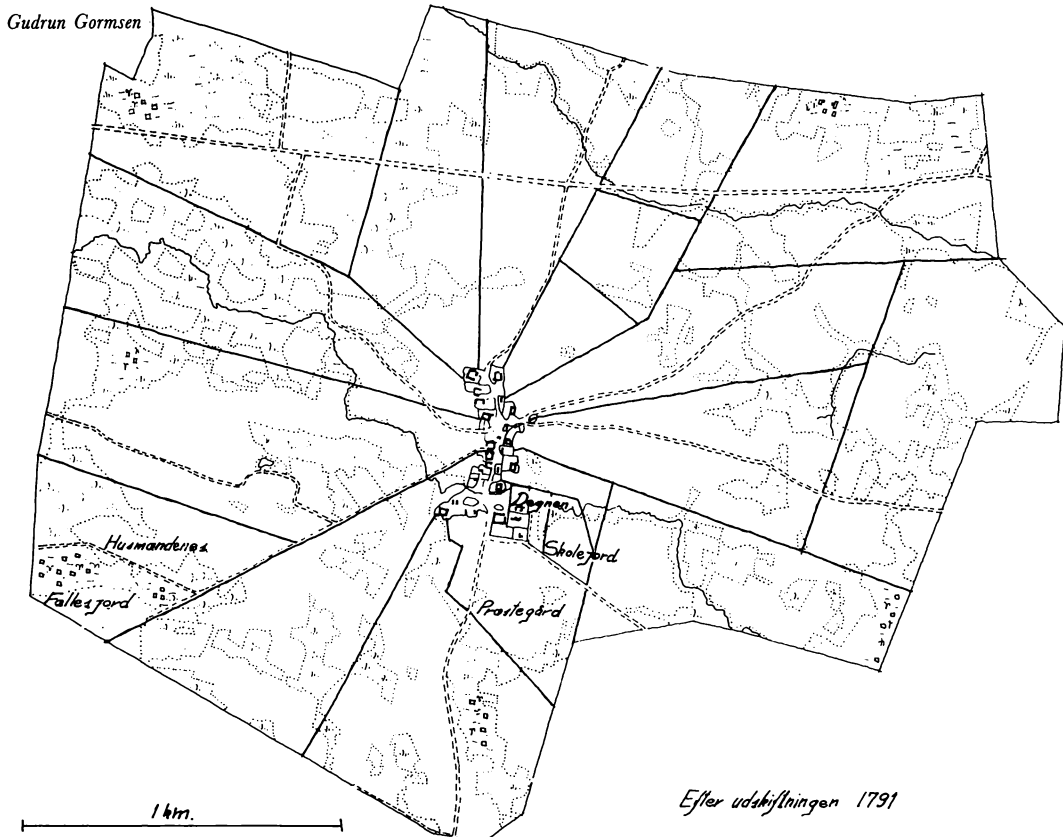 Gudrun Gormsen
Degnen
Skolejord
Husmandenes
Fællesjord
Præstegård
1 km.
Efter udskiftningen 1791